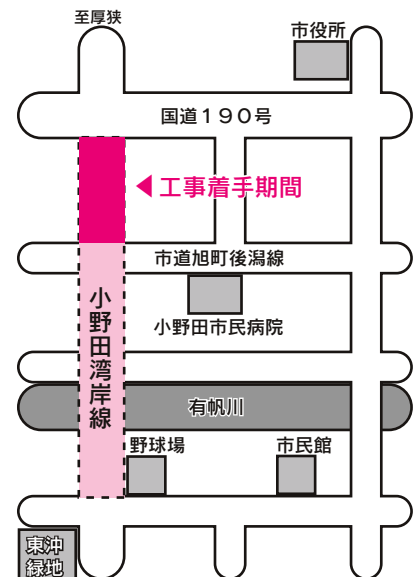 至厚狭
市役所
国道190号
工事着手期間
市道旭町後潟線
小野田市民病院
小野田湾岸線
有帆川
野球場
市民館
東沖
緑地